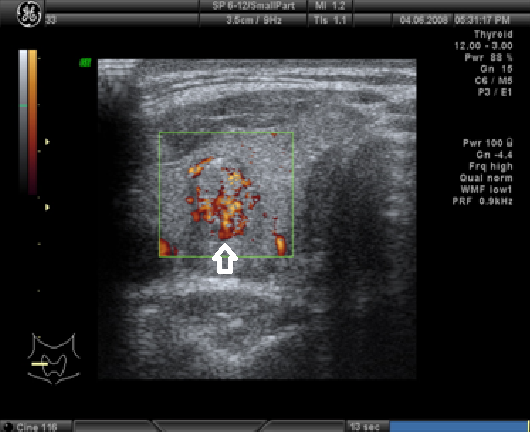 SP 6-12/SmallPart MI 1.2
33 3.5cm / 9Hz TIs 1.1 04.06.2008 05:31:17 PM
Thyroid
12.00 - 3.00
Pwr 88 %
Gn 15
C6 / M5
P3 / E1
Pwr 100
Gn -4.4
Frq high
Qual norm
WMF low1
PRF 0.9kHz
Cine 116 13 sec